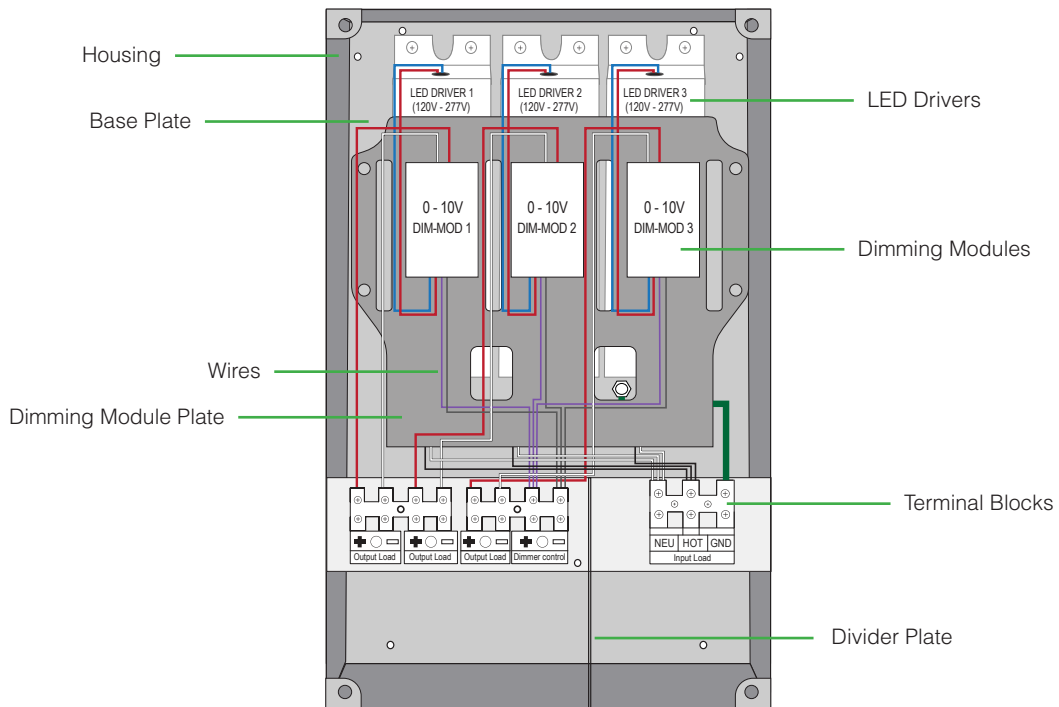 Housing
Base Plate
LED DRIVER 1
(120V - 277V)
LED DRIVER 2
(120V - 277V)
LED DRIVER 3
(120V - 277V)
LED Drivers
0 - 10V
DIM-MOD 1
0 - 10V
DIM-MOD 2
0 - 10V
DIM-MOD 3
Dimming Modules
Wires
Dimming Module Plate
Terminal Blocks
Output Load
Output Load
Output Load
Dimmer control
NEU HOT GND
Input Load
Divider Plate